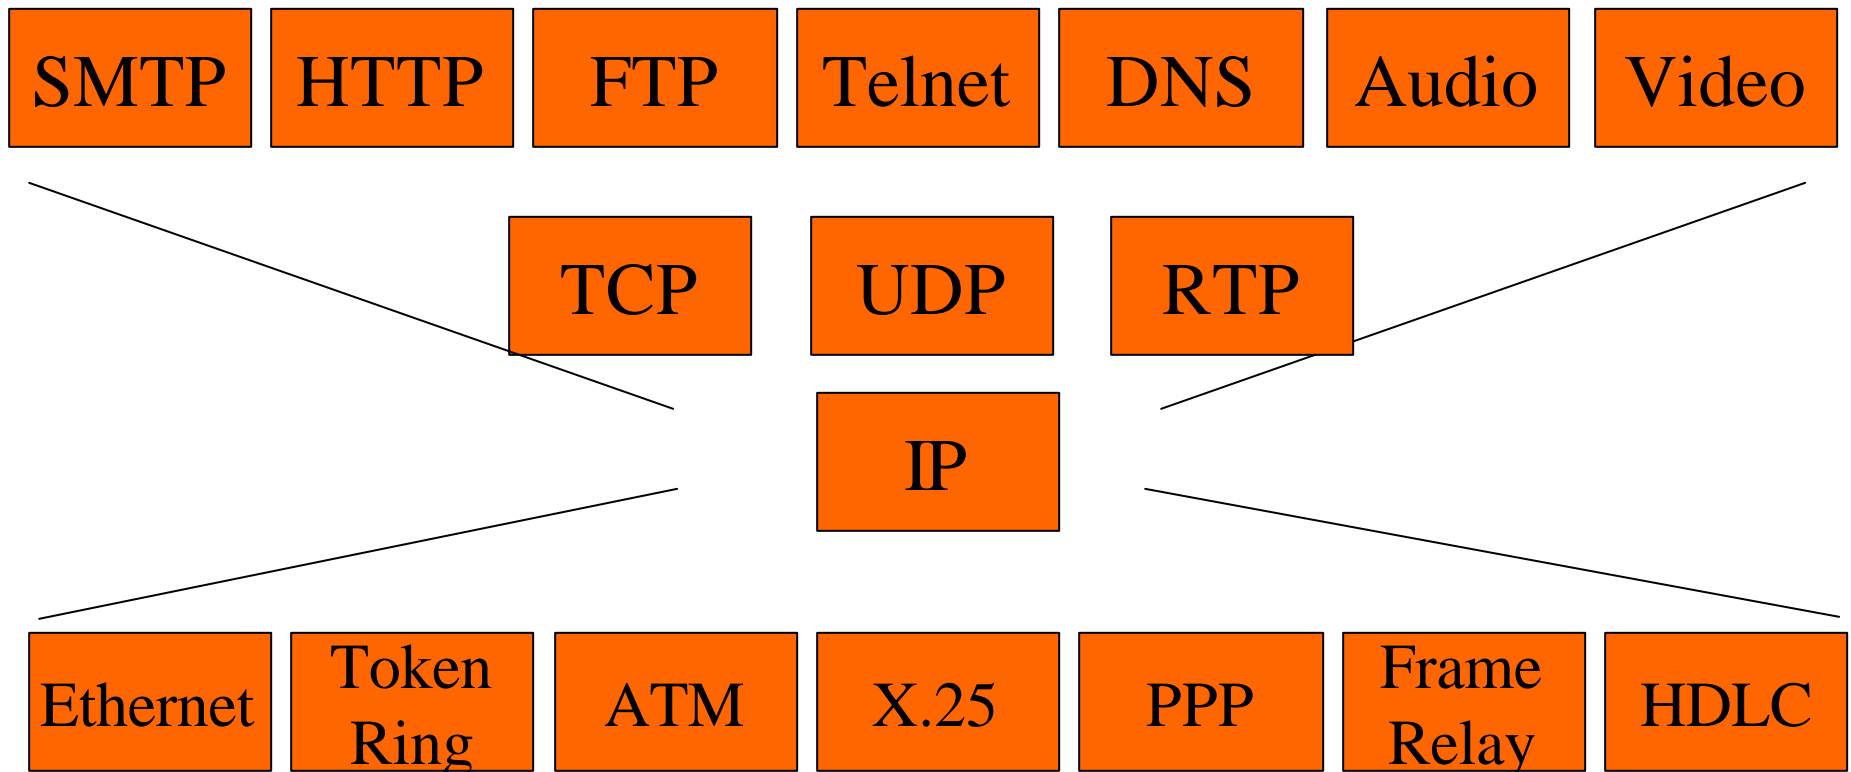 SMTP
HTTP
FTP
Telnet
DNS
Audio
Video
TCP
UDP
RTP
IP
Ethernet
Token
Ring
ATM
X.25
PPP
Frame
Relay
HDLC